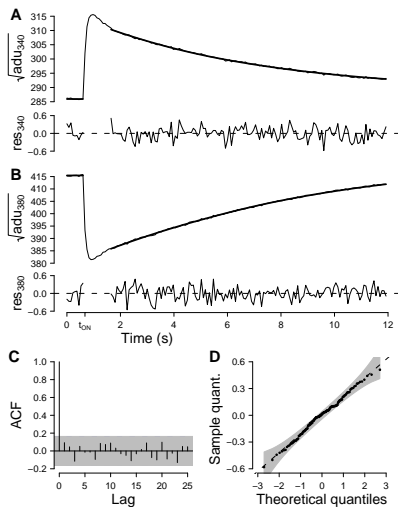 A
√adu340
315
310
305
300
295
290
285
res340
0.6
0.0
−0.6
B
√adu380
415
410
405
400
395
390
385
380
res380
0.6
0.0
−0.6
0 tON 2 4 6 8 10 12
Time (s)
C
ACF
1.0
0.8
0.6
0.4
0.2
0.0
−0.2
0 5 10 15 20 25
Lag
D
Sample quant.
0.6
0.3
0.0
−0.3
−0.6
−3 −2 −1 0 1 2 3
Theoretical quantiles